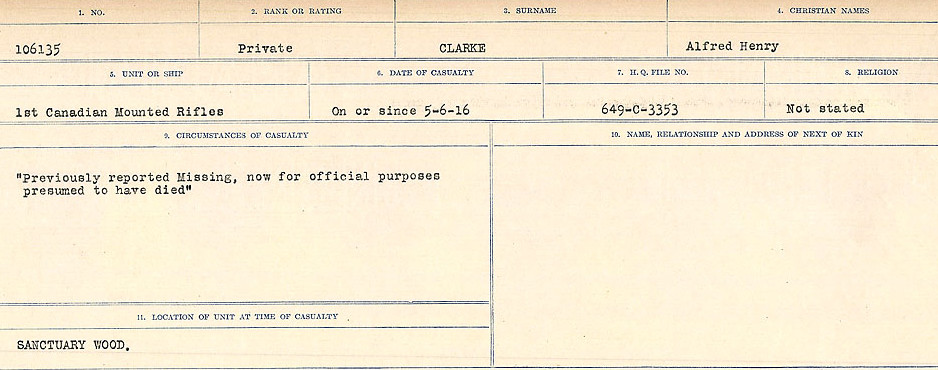 1. NO. 2. RANK OR RATING 3. SURNAME 4. CHRISTIAN NAMES
106135 Private CLARKE Alfred Henry
5. UNIT OR SHIP 6. DATE OF CASUALTY 7. H. Q. FILE NO. 8. RELIGION
1st Canadian Mounted Rifles On or since 5-6-16 649-C-3353 Not stated
9. CIRCUMSTANCES OF CASUALTY 10. NAME, RELATIONSHIP AND ADDRESS OF NEXT OF KIN
"Previously reported Missing, now for official purposes
presumed to have died"
11. LOCATION OF UNIT AT TIME OF CASUALTY
SANCTUARY WOOD.